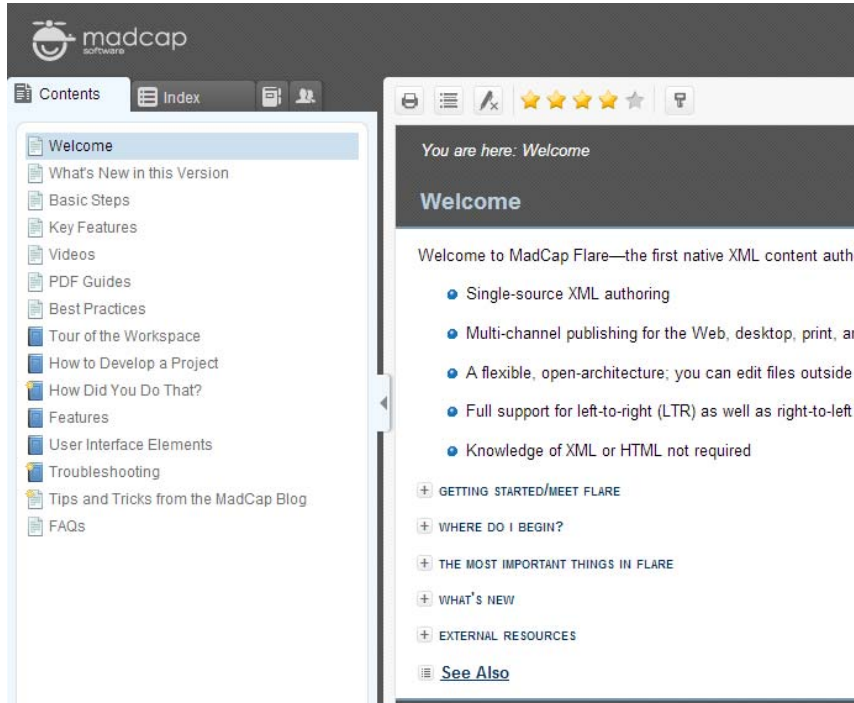 madcap
software
Contents
Index
Welcome
What's New in this Version
Basic Steps
Key Features
Videos
PDF Guides
Best Practices
Tour of the Workspace
How to Develop a Project
How Did You Do That?
Features
User Interface Elements
Troubleshooting
Tips and Tricks from the MadCap Blog
FAQs
You are here: Welcome
Welcome
Welcome to MadCap Flare—the first native XML content auth
Single-source XML authoring
Multi-channel publishing for the Web, desktop, print, ar
A flexible, open-architecture; you can edit files outside
Full support for left-to-right (LTR) as well as right-to-left
Knowledge of XML or HTML not required
GETTING STARTED/MEET FLARE
WHERE DO I BEGIN?
THE MOST IMPORTANT THINGS IN FLARE
WHAT'S NEW
EXTERNAL RESOURCES
See Also